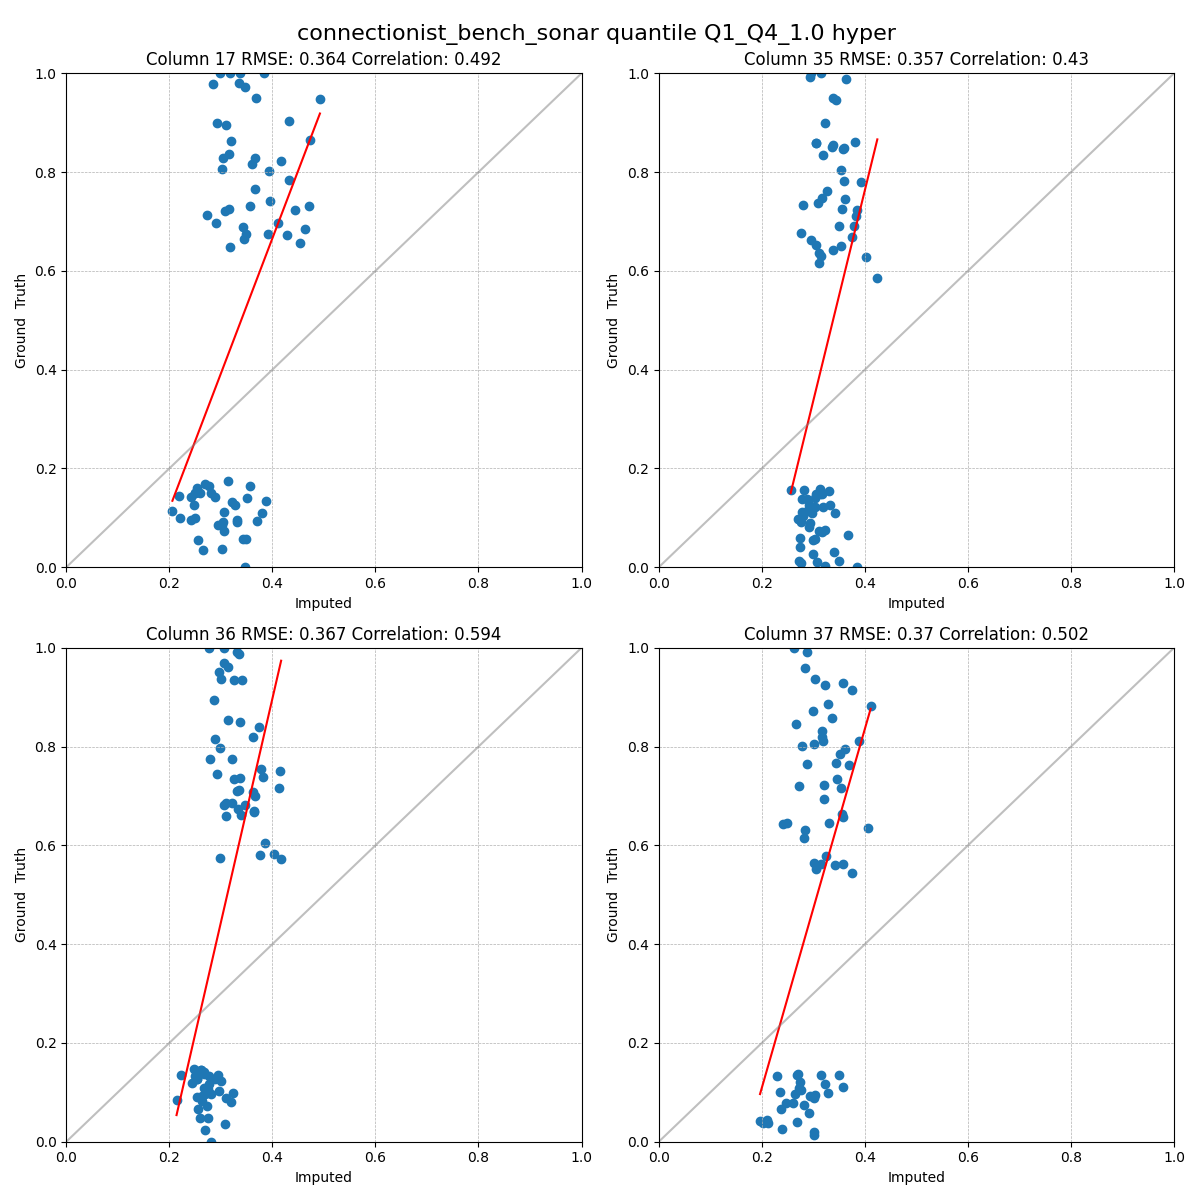 connectionist_bench_sonar quantile Q1_Q4_1.0 hyper
Column 17 RMSE: 0.364 Correlation: 0.492
1.0
0.8
0.6
0.4
0.2
0.0
Ground Truth
0.0 0.2 0.4 0.6 0.8 1.0
Imputed
Column 35 RMSE: 0.357 Correlation: 0.43
1.0
0.8
0.6
0.4
0.2
0.0
Ground Truth
0.0 0.2 0.4 0.6 0.8 1.0
Imputed
Column 36 RMSE: 0.367 Correlation: 0.594
1.0
0.8
0.6
0.4
0.2
0.0
Ground Truth
0.0 0.2 0.4 0.6 0.8 1.0
Imputed
Column 37 RMSE: 0.37 Correlation: 0.502
1.0
0.8
0.6
0.4
0.2
0.0
Ground Truth
0.0 0.2 0.4 0.6 0.8 1.0
Imputed